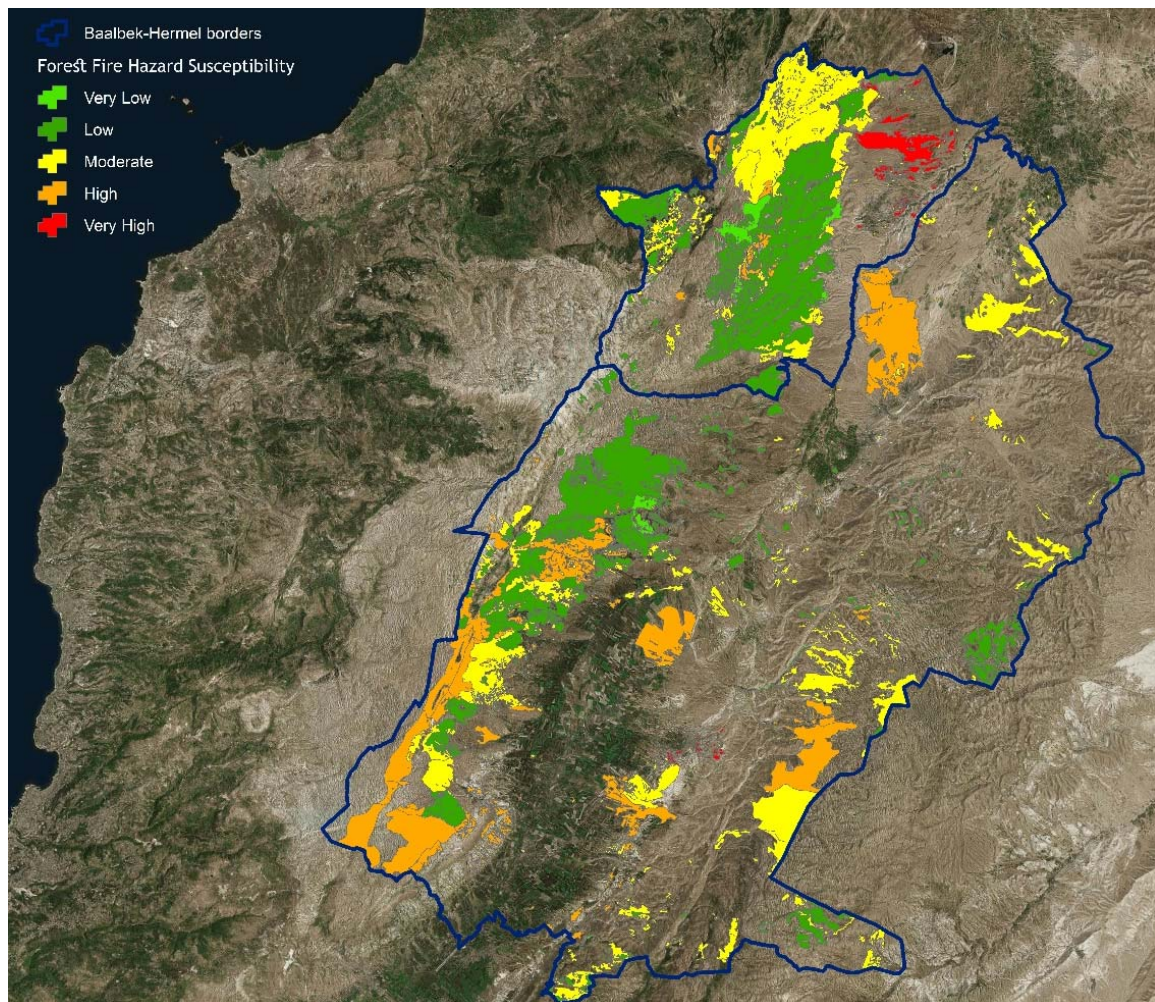 Baalbek-Hermel borders
Forest Fire Hazard Susceptibility
Very Low
Low
Moderate
High
Very High